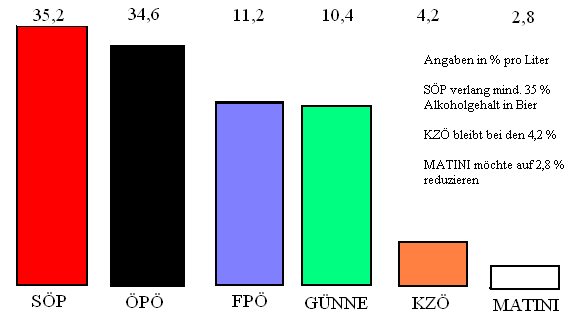 35,2 34,6 11,2 10,4 4,2 2,8
Angaben in % pro Liter
SÖP verlang mind. 35 %
Alkoholgehalt in Bier
KZÖ bleibt bei den 4,2 %
MATINI möchte auf 2,8 %
reduzieren
SÖP ÖPÖ FPÖ GÜNNE KZÖ MATINI